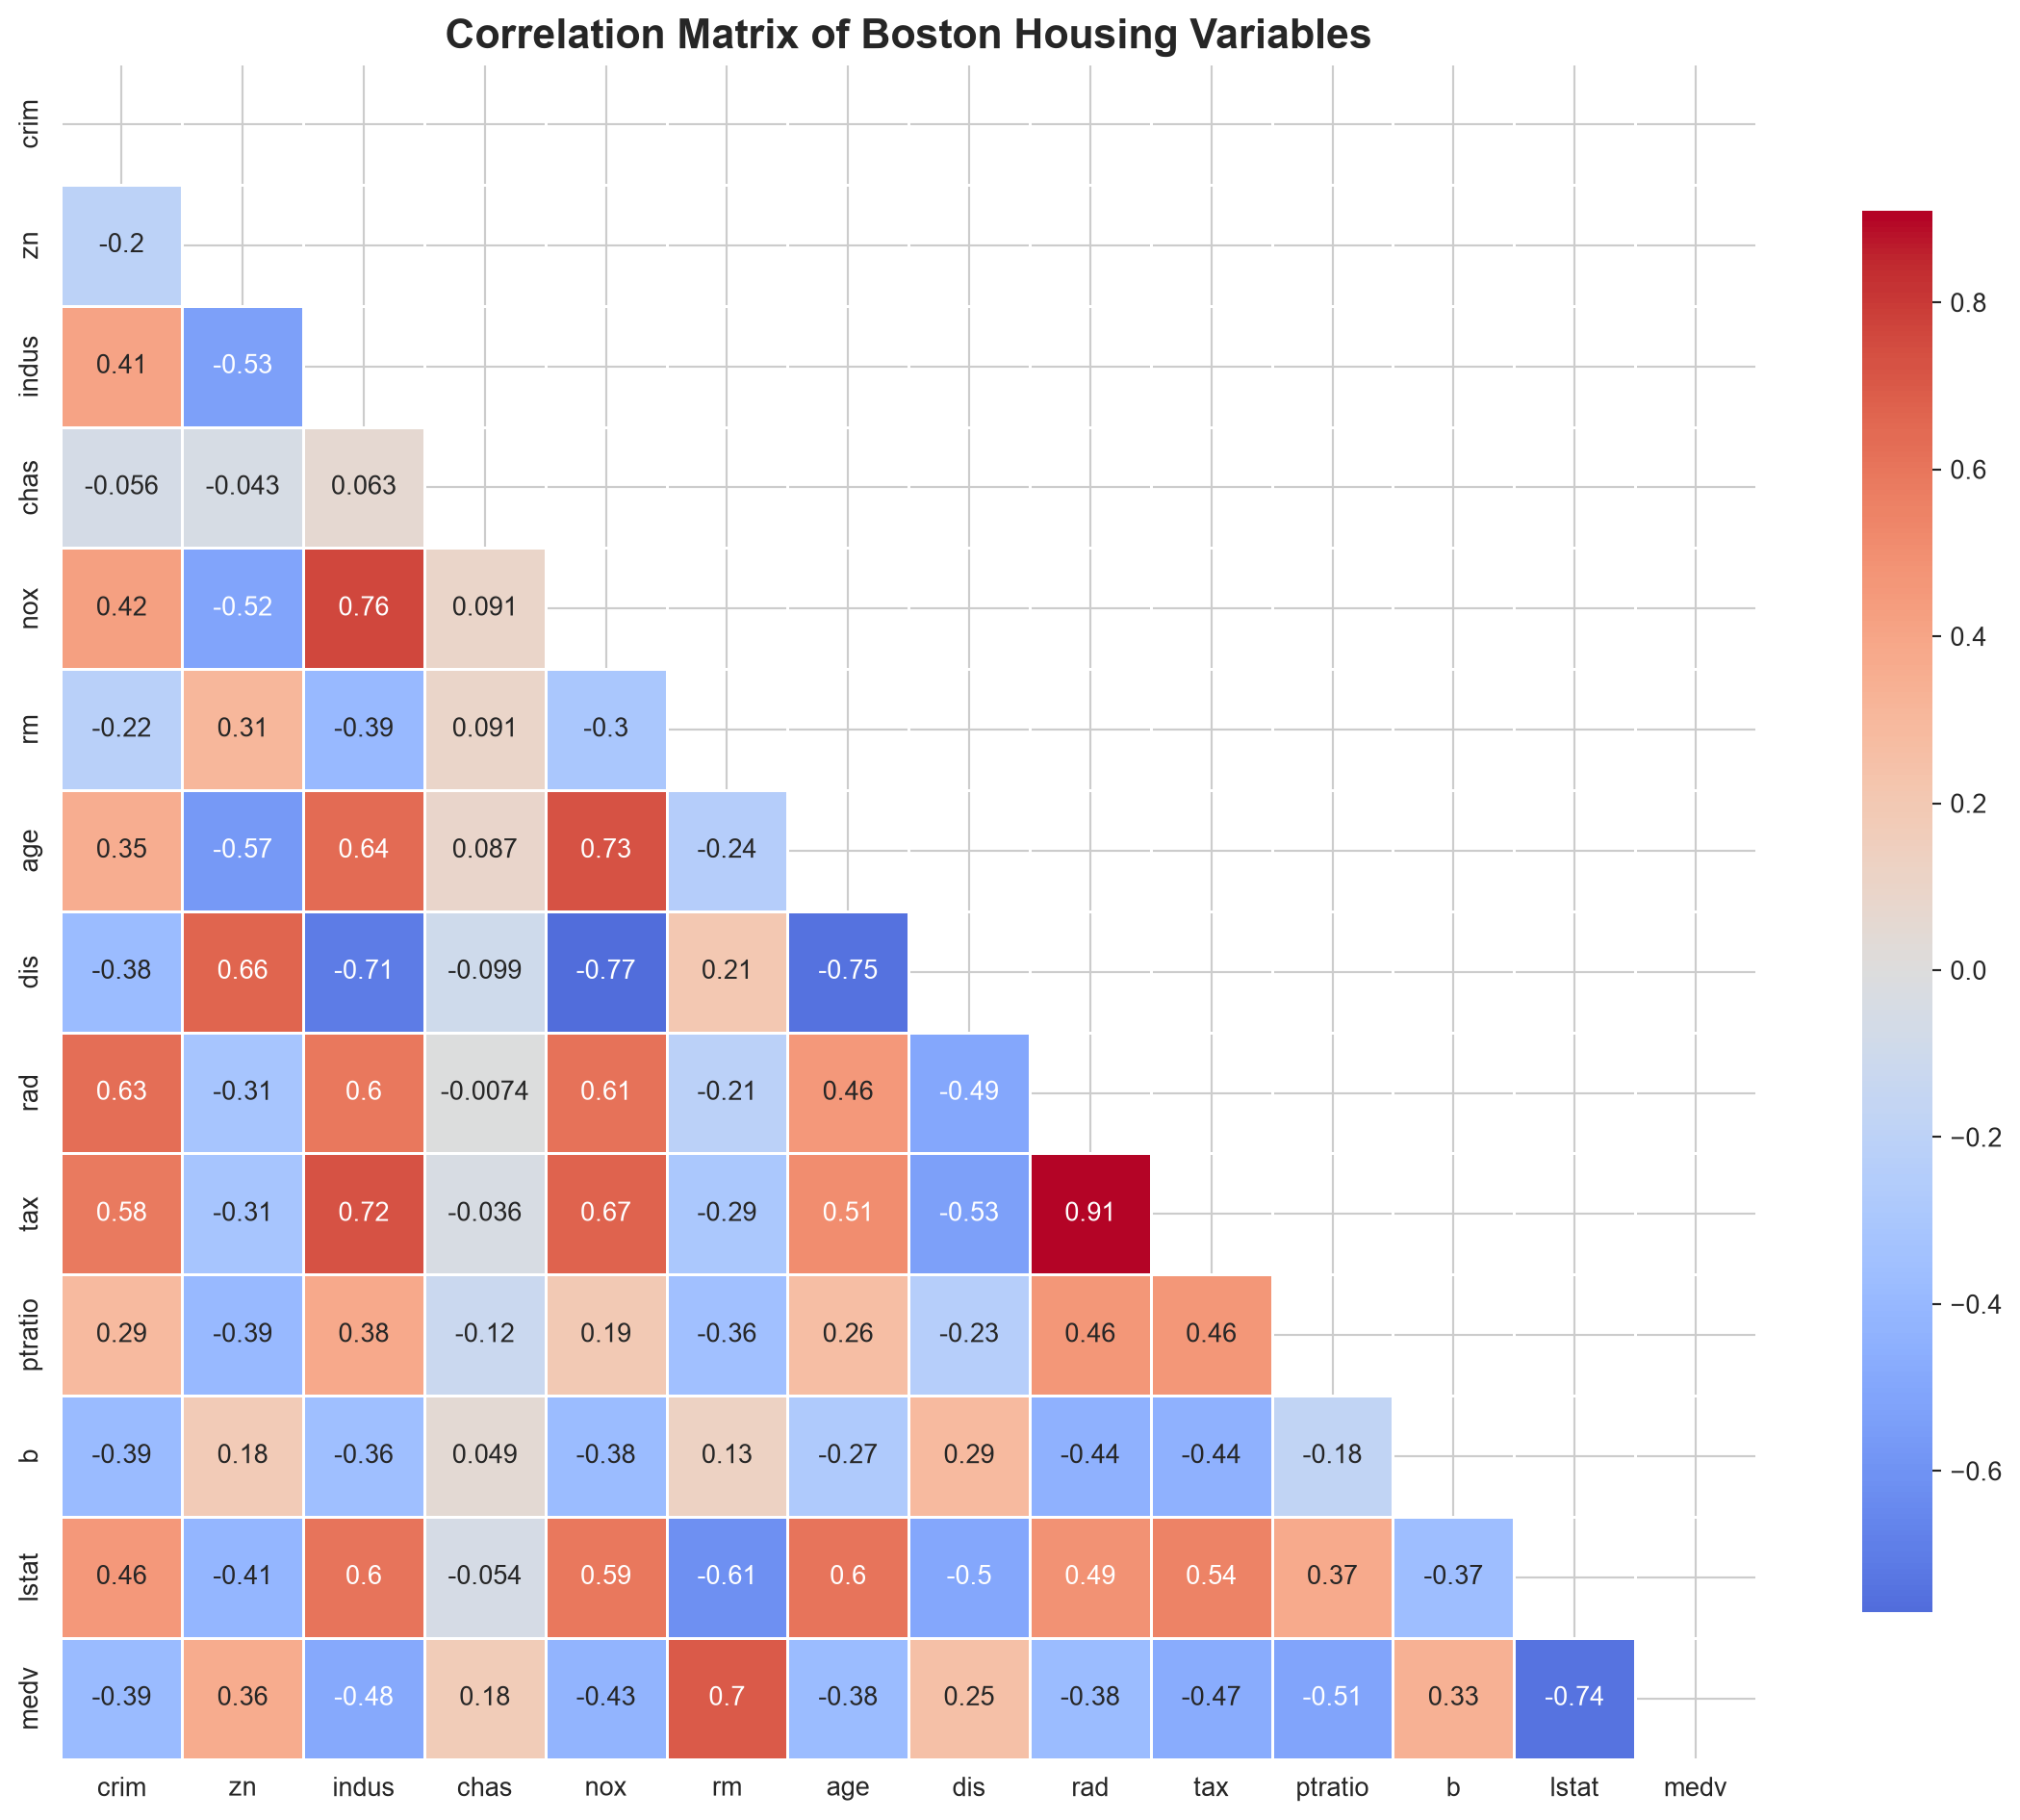 Correlation Matrix of Boston Housing Variables
crim
zn -0.2
indus 0.41 -0.53
chas -0.056 -0.043 0.063
nox 0.42 -0.52 0.76 0.091
rm -0.22 0.31 -0.39 0.091 -0.3
age 0.35 -0.57 0.64 0.087 0.73 -0.24
dis -0.38 0.66 -0.71 -0.099 -0.77 0.21 -0.75
rad 0.63 -0.31 0.6 -0.0074 0.61 -0.21 0.46 -0.49
tax 0.58 -0.31 0.72 -0.036 0.67 -0.29 0.51 -0.53 0.91
ptratio 0.29 -0.39 0.38 -0.12 0.19 -0.36 0.26 -0.23 0.46 0.46
b -0.39 0.18 -0.36 0.049 -0.38 0.13 -0.27 0.29 -0.44 -0.44 -0.18
lstat 0.46 -0.41 0.6 -0.054 0.59 -0.61 0.6 -0.5 0.49 0.54 0.37 -0.37
medv -0.39 0.36 -0.48 0.18 -0.43 0.7 -0.38 0.25 -0.38 -0.47 -0.51 0.33 -0.74
crim zn indus chas nox rm age dis rad tax ptratio b lstat medv
0.8
0.6
0.4
0.2
0.0
−0.2
−0.4
−0.6